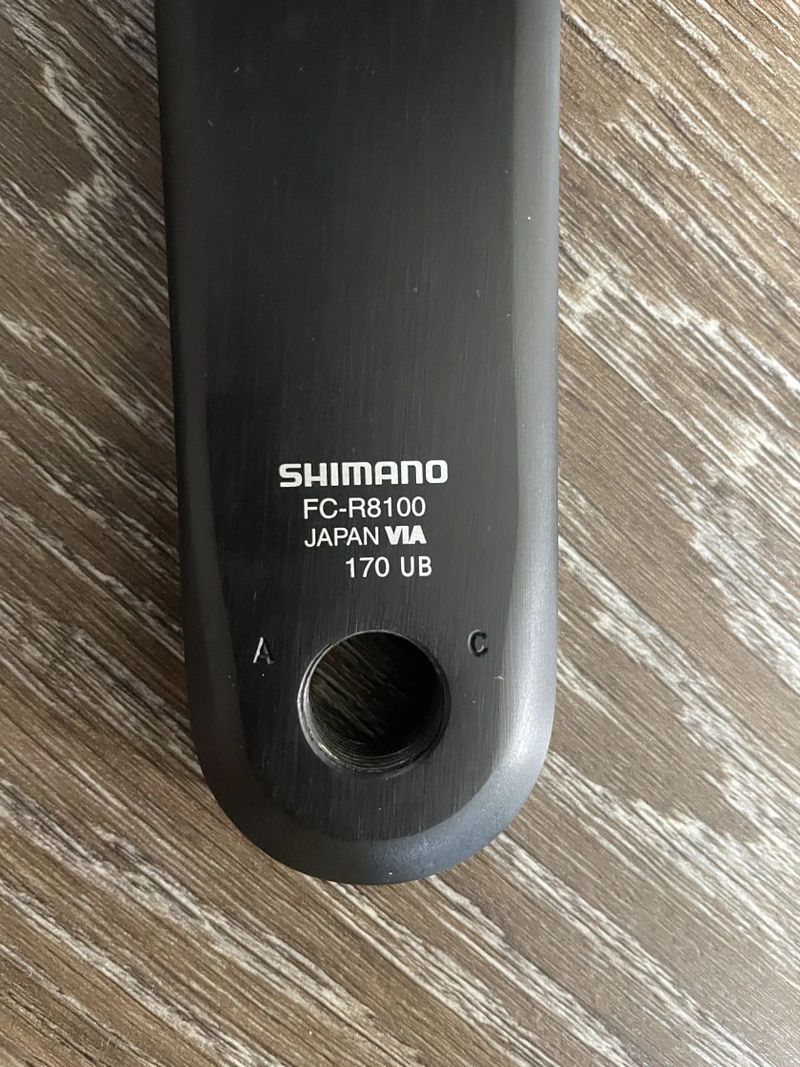 SHIMANO
FC-R8100
JAPAN VIA
170 UB
A C